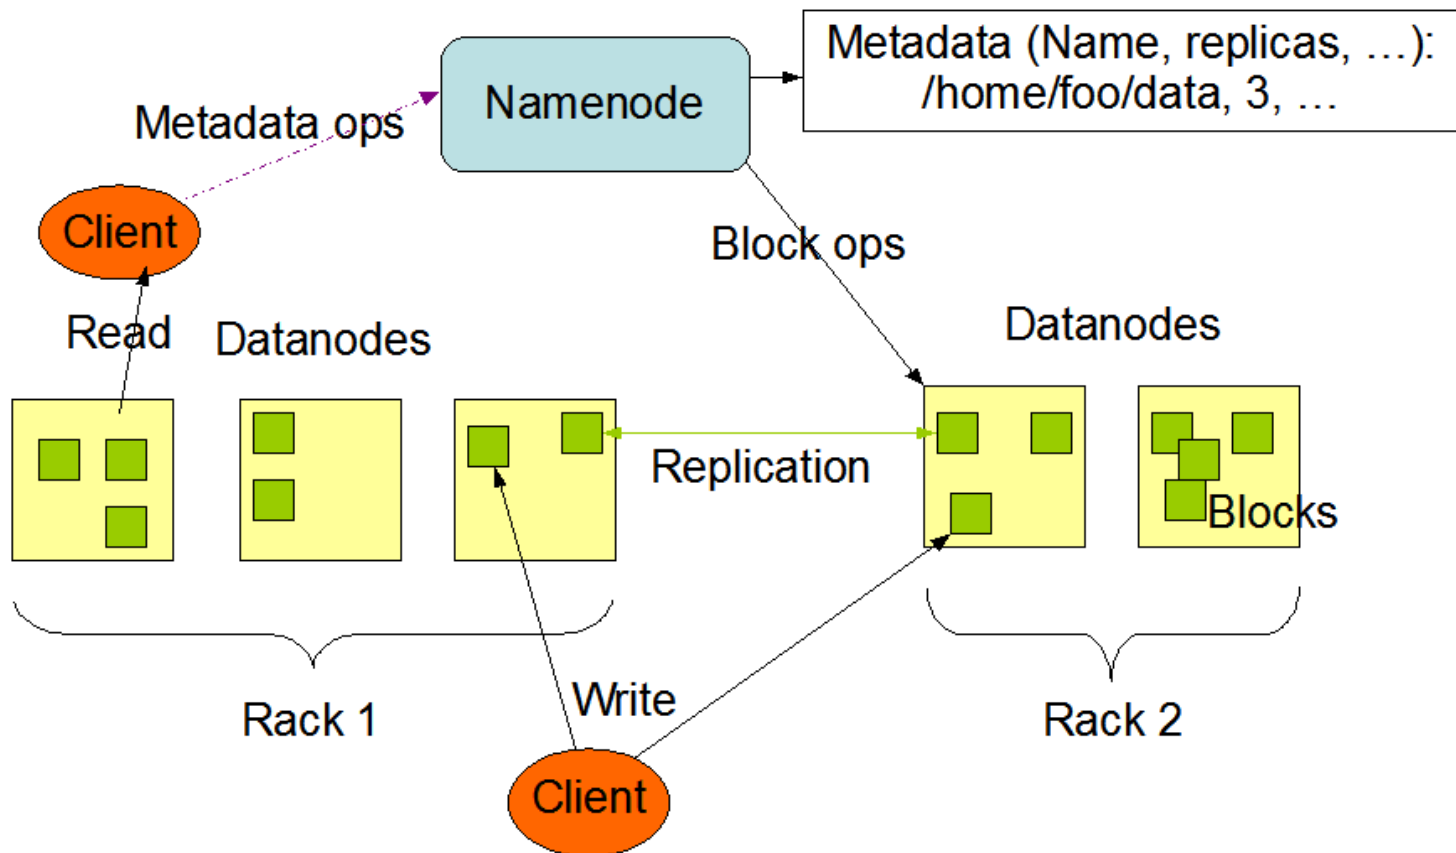 Metadata (Name, replicas, …):
/home/foo/data, 3, …
Namenode
Metadata ops
Client
Block ops
Read
Datanodes
Datanodes
Replication
Blocks
Rack 1
Write
Rack 2
Client